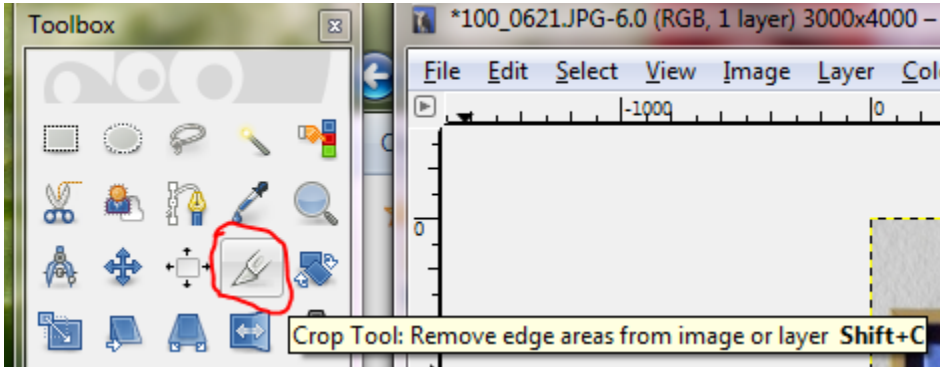 Toolbox
*100_0621.JPG-6.0 (RGB, 1 layer) 3000x4000 –
File Edit Select View Image Layer
-1000 0
0
Crop Tool: Remove edge areas from image or layer Shift+C